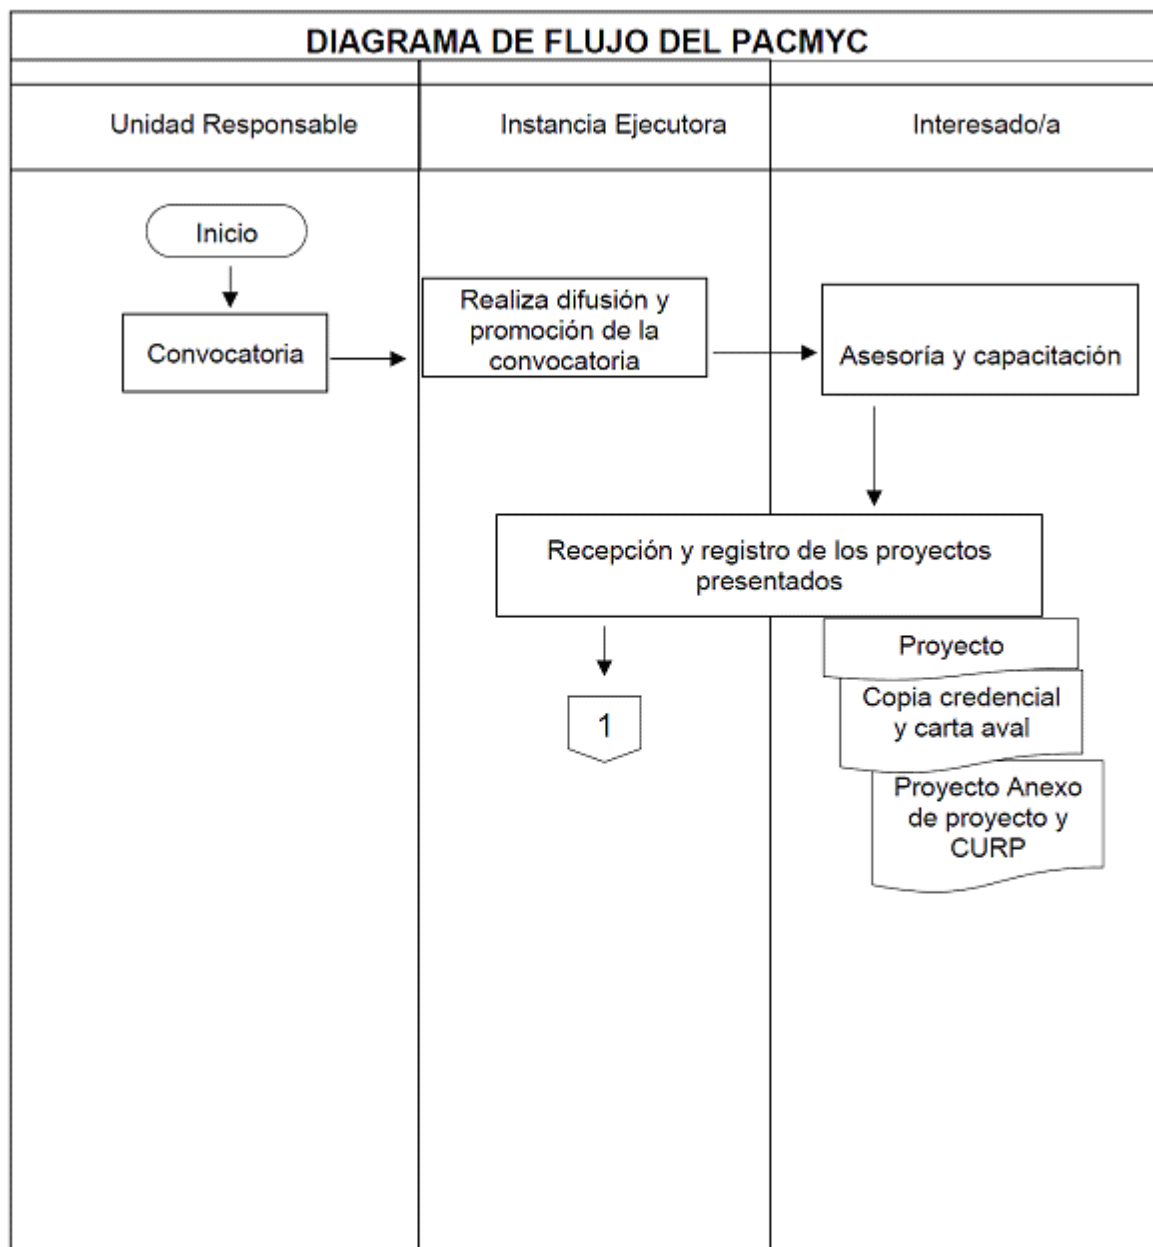 DIAGRAMA DE FLUJO DEL PACMYC
Unidad Responsable
Instancia Ejecutora
Interesado/a
Inicio
Convocatoria
Realiza difusión y
promoción de la
convocatoria
Asesoría y capacitación
Recepción y registro de los proyectos
presentados
1
Proyecto
Copia credencial
y carta aval
Proyecto Anexo
de proyecto y
CURP